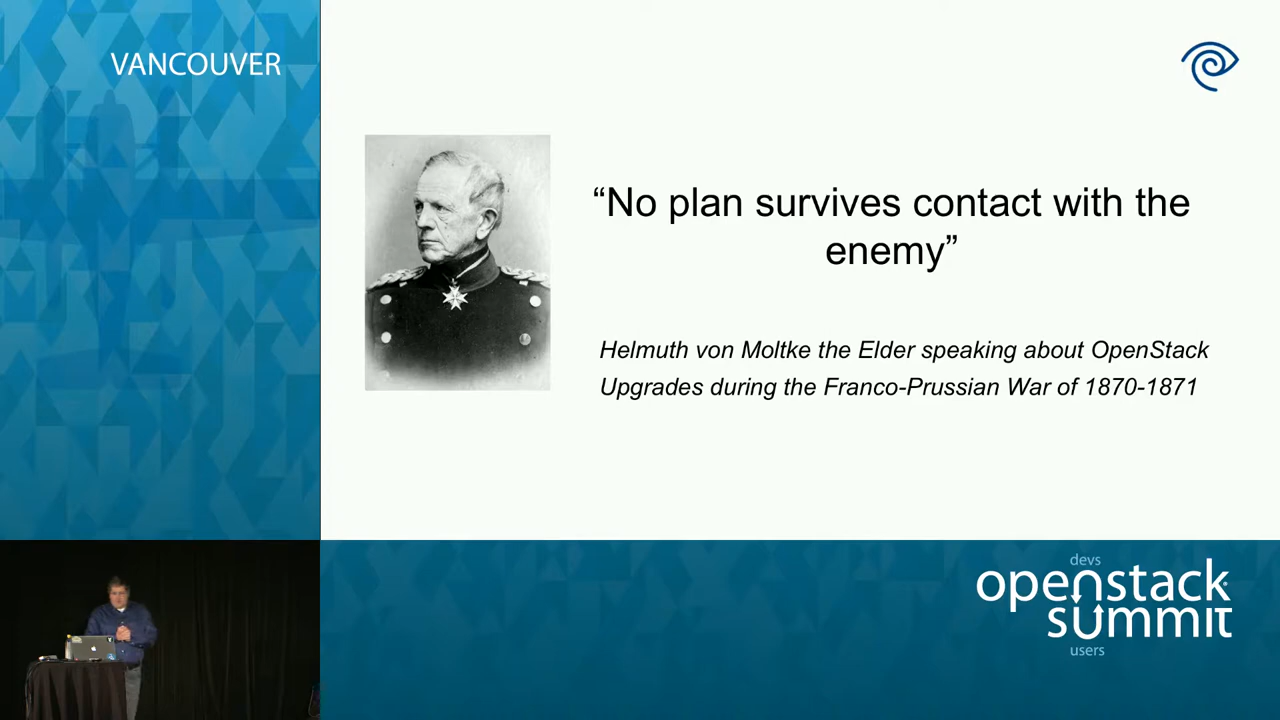 VANCOUVER
“No plan survives contact with the
enemy”
Helmuth von Moltke the Elder speaking about OpenStack
Upgrades during the Franco-Prussian War of 1870-1871
devs
openstack
summit
users